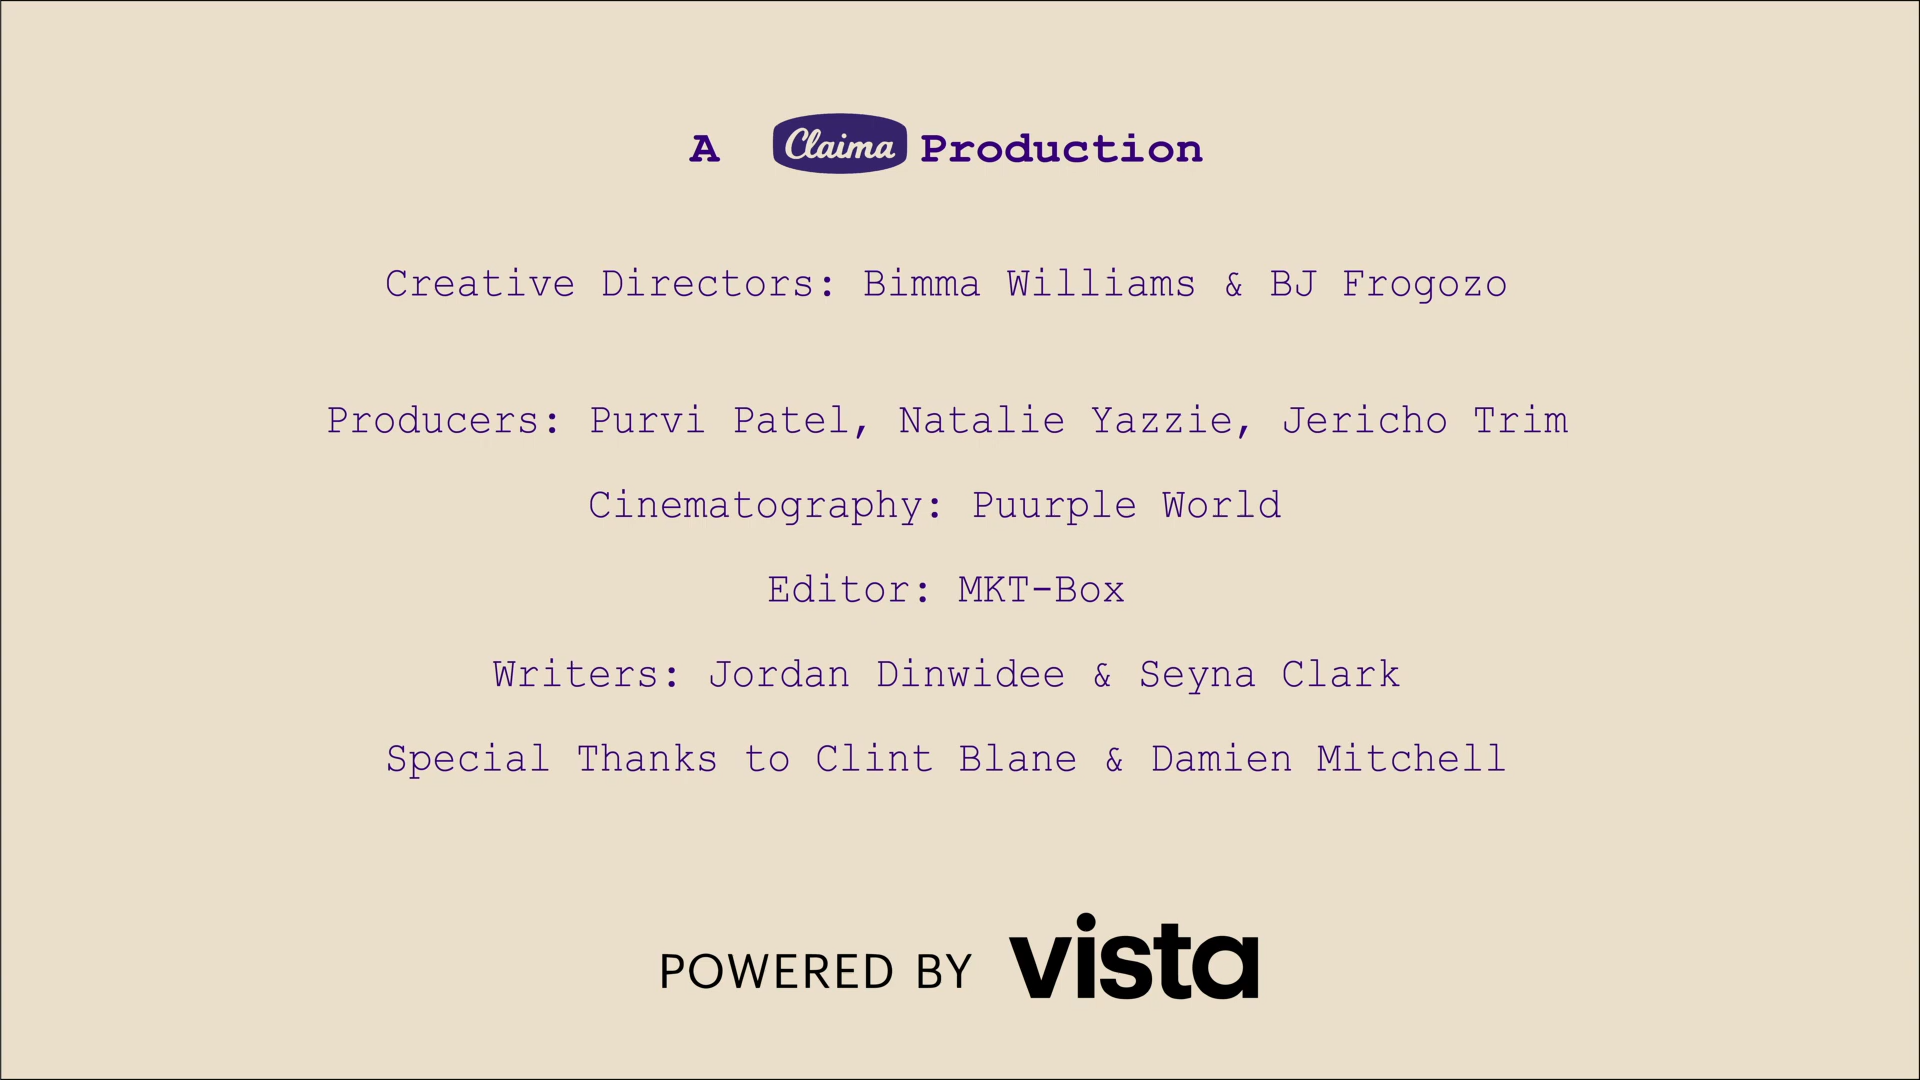 A Claima Production
Creative Directors: Bimma Williams & BJ Frogozo
Producers: Purvi Patel, Natalie Yazzie, Jericho Trim
Cinematography: Puurple World
Editor: MKT-Box
Writers: Jordan Dinwidee & Seyna Clark
Special Thanks to Clint Blane & Damien Mitchell
POWERED BY vista